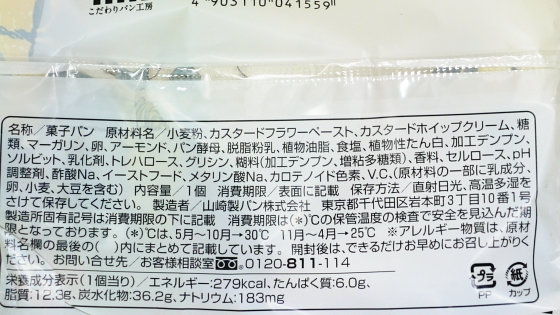 こだわりパン工房
4 903110 041559
名称/菓子パン 原材料名/小麦粉、カスタードフラワーペースト、カスタードホイップクリーム、糖
類、マーガリン、卵、アーモンド、パン酵母、脱脂粉乳、植物油脂、食塩、植物性たん白、加工デンプン、
ソルビット、乳化剤、トレハロース、グリシン、糊料(加工デンプン、増粘多糖類)、香料、セルロース、pH
調整剤、酢酸Na、イーストフード、メタリン酸Na、カロテノイド色素、V.C、(原材料の一部に乳成分、
卵、小麦、大豆を含む) 内容量/1個 消費期限/表面に記載 保存方法/直射日光、高温多湿を
さけて保存してください。 製造者/山崎製パン株式会社 東京都千代田区岩本町3丁目10番1号
製造所固有記号は消費期限の下に記載 消費期限は(*)℃の保管温度の検査で安全を見込んだ期
限となっております。(*)℃は、5月～10月→30℃ 11月～4月→25℃ ※アレルギー物質は、原材
料名欄の最後の( )内にまとめて記載しています。開封後は、できるだけお早めにお召し上がりく
ださい。お問い合せ先/お客様相談室 0120-811-114
栄養成分表示(1個当り)/エネルギー:279kcal、たんぱく質:6.0g、
脂質:12.3g、炭水化物:36.2g、ナトリウム:183mg
プラ
PP
紙
カップ